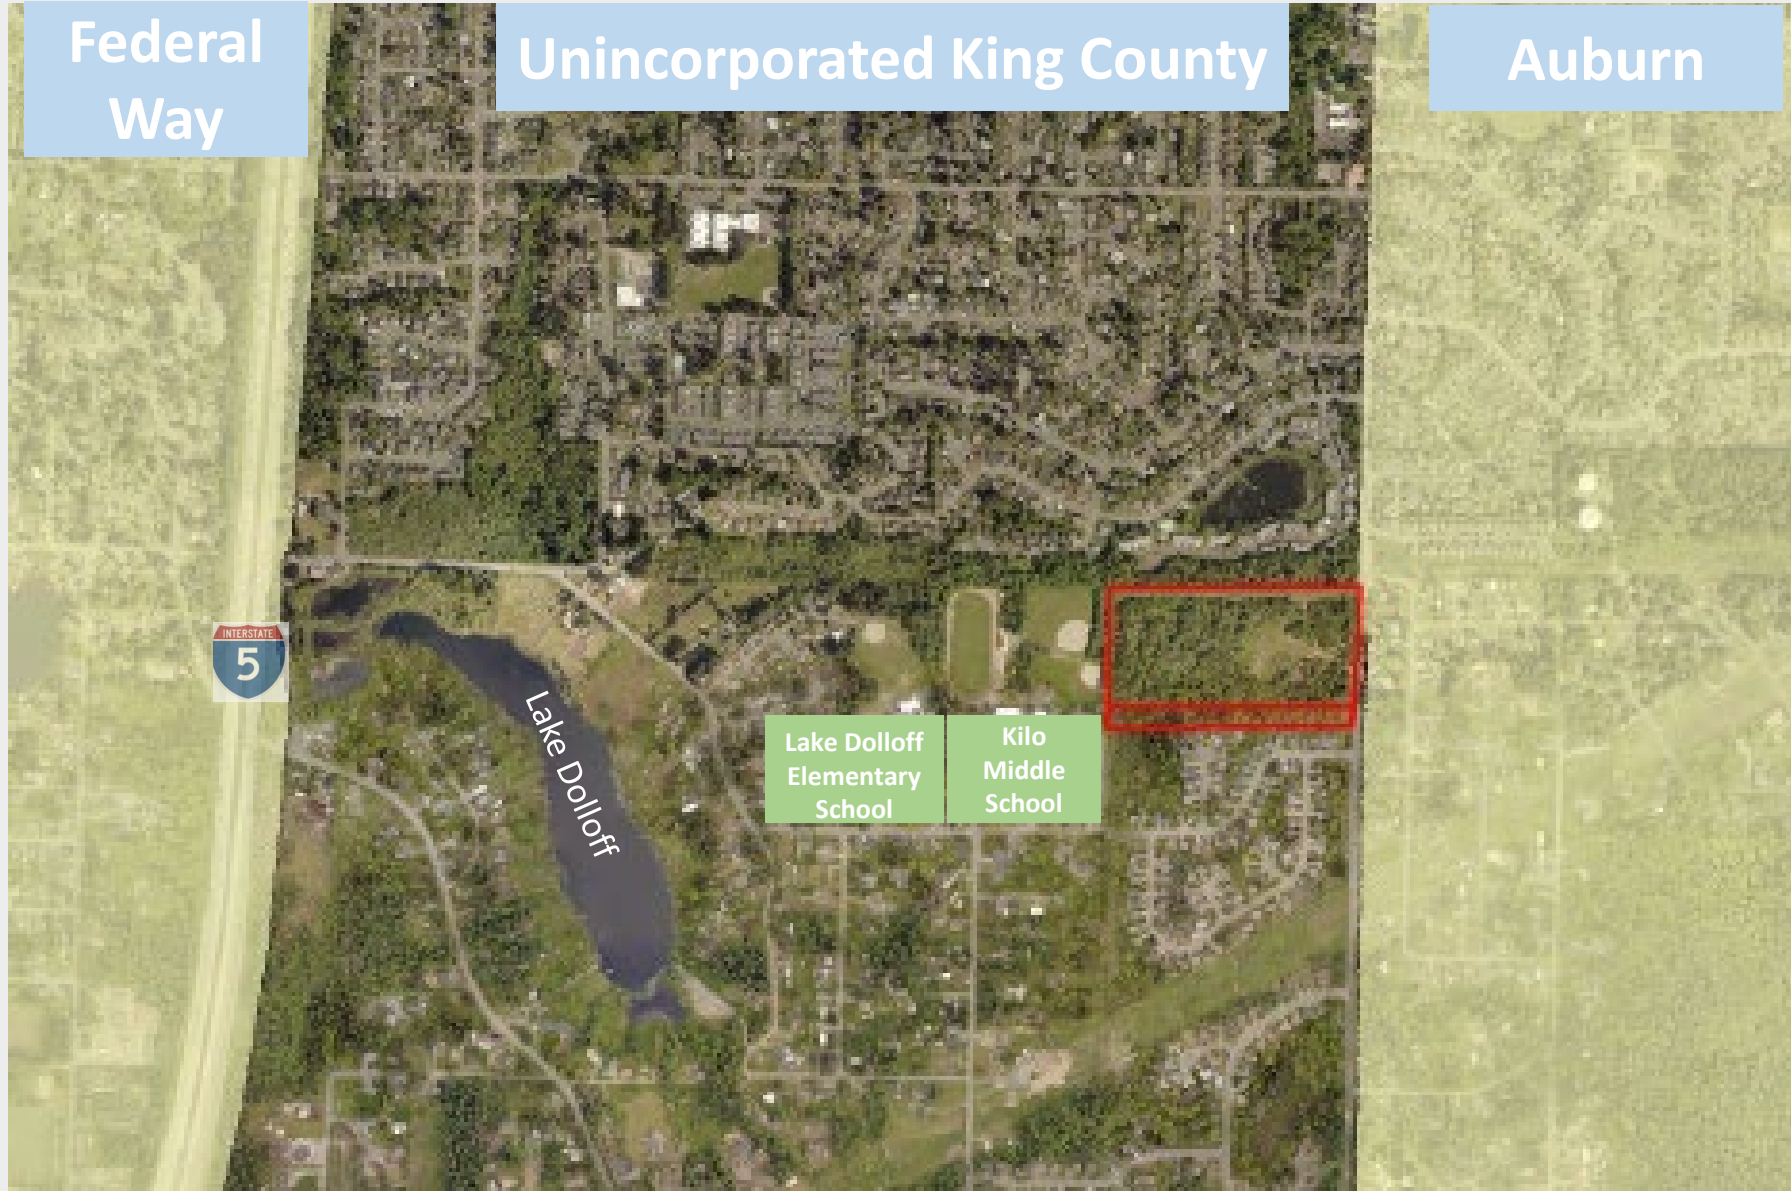 Federal
Way
Unincorporated King County
Auburn
INTERSTATE
5
Lake Dolloff
Lake Dolloff
Elementary
School
Kilo
Middle
School